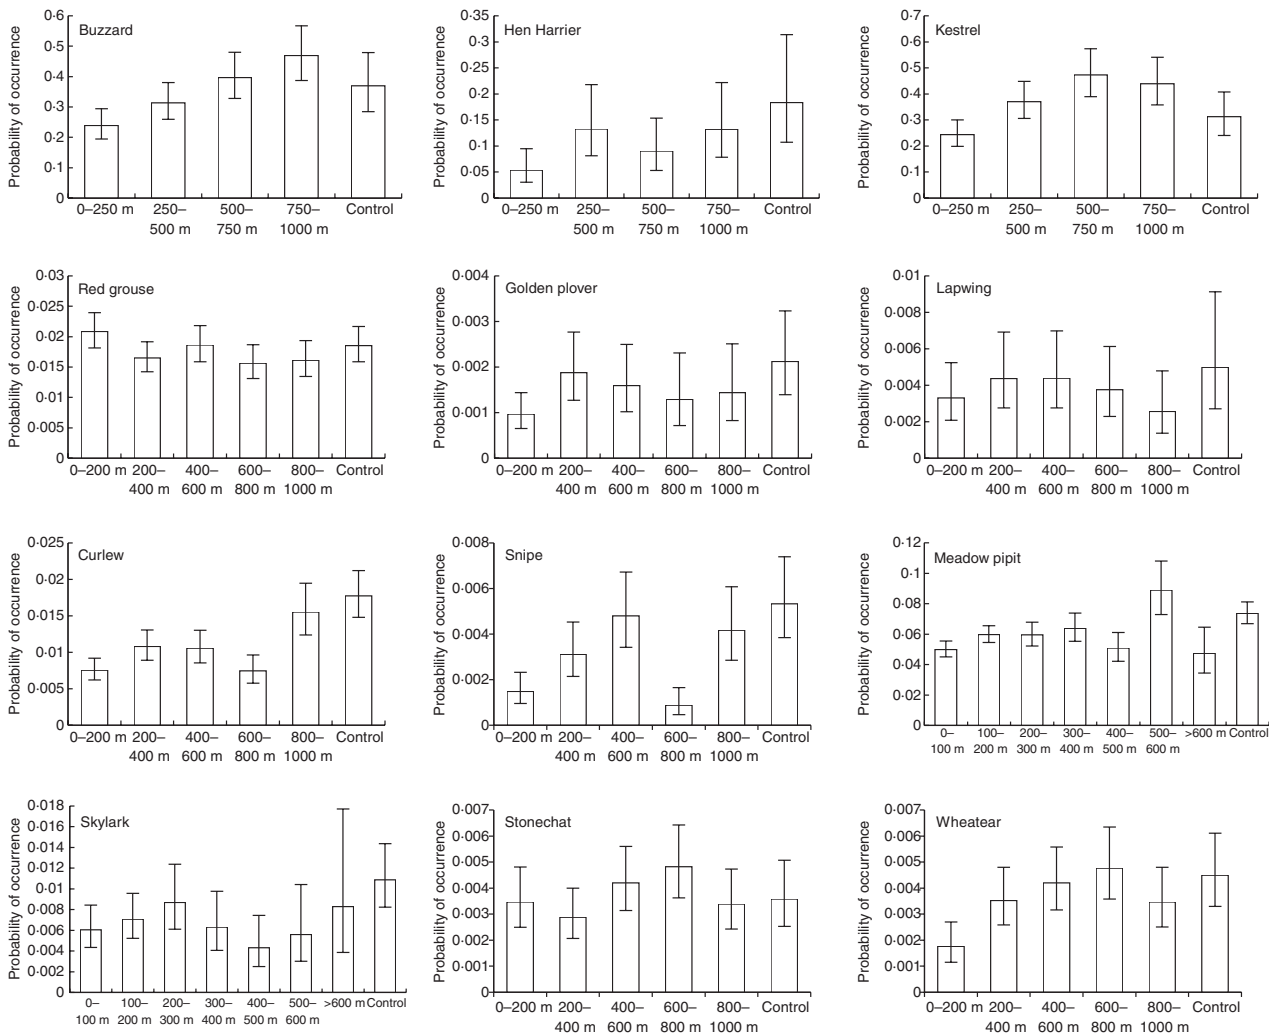 Probability of occurrence
Buzzard
0·6
0·5
0·4
0·3
0·2
0·1
0
0–250 m 250– 500– 750– Control
500 m 750 m 1000 m
Probability of occurrence
Hen Harrier
0·35
0·3
0·25
0·2
0·15
0·1
0·05
0
0–250 m 250– 500– 750– Control
500 m 750 m 1000 m
Probability of occurrence
Kestrel
0·7
0·6
0·5
0·4
0·3
0·2
0·1
0
0–250 m 250– 500– 750– Control
500 m 750 m 1000 m
Probability of occurrence
Red grouse
0·03
0·025
0·02
0·015
0·01
0·005
0
0–200 m 200– 400– 600– 800– Control
400 m 600 m 800 m 1000 m
Probability of occurrence
Golden plover
0·004
0·003
0·002
0·001
0
0–200 m 200– 400– 600– 800– Control
400 m 600 m 800 m 1000 m
Probability of occurrence
Lapwing
0·01
0·008
0·006
0·004
0·002
0
0–200 m 200– 400– 600– 800– Control
400 m 600 m 800 m 1000 m
Probability of occurrence
Curlew
0·025
0·02
0·015
0·01
0·005
0
0–200 m 200– 400– 600– 800– Control
400 m 600 m 800 m 1000 m
Probability of occurrence
Snipe
0·008
0·006
0·004
0·002
0
0–200 m 200– 400– 600– 800– Control
400 m 600 m 800 m 1000 m
Probability of occurrence
Meadow pipit
0·12
0·1
0·08
0·06
0·04
0·02
0
0– 100– 200– 300– 400– 500– >600 m Control
100 m 200 m 300 m 400 m 500 m 600 m
Probability of occurrence
Skylark
0·018
0·016
0·014
0·012
0·01
0·008
0·006
0·004
0·002
0
0– 100– 200– 300– 400– 500– >600 m Control
100 m 200 m 300 m 400 m 500 m 600 m
Probability of occurrence
Stonechat
0·007
0·006
0·005
0·004
0·003
0·002
0·001
0
0–200 m 200– 400– 600– 800– Control
400 m 600 m 800 m 1000 m
Probability of occurrence
Wheatear
0·007
0·006
0·005
0·004
0·003
0·002
0·001
0
0–200 m 200– 400– 600– 800– Control
400 m 600 m 800 m 1000 m